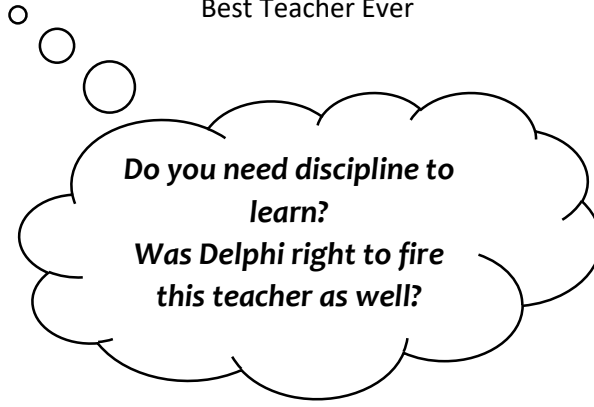 Best Teacher Ever
Do you need discipline to
learn?
Was Delphi right to fire
this teacher as well?